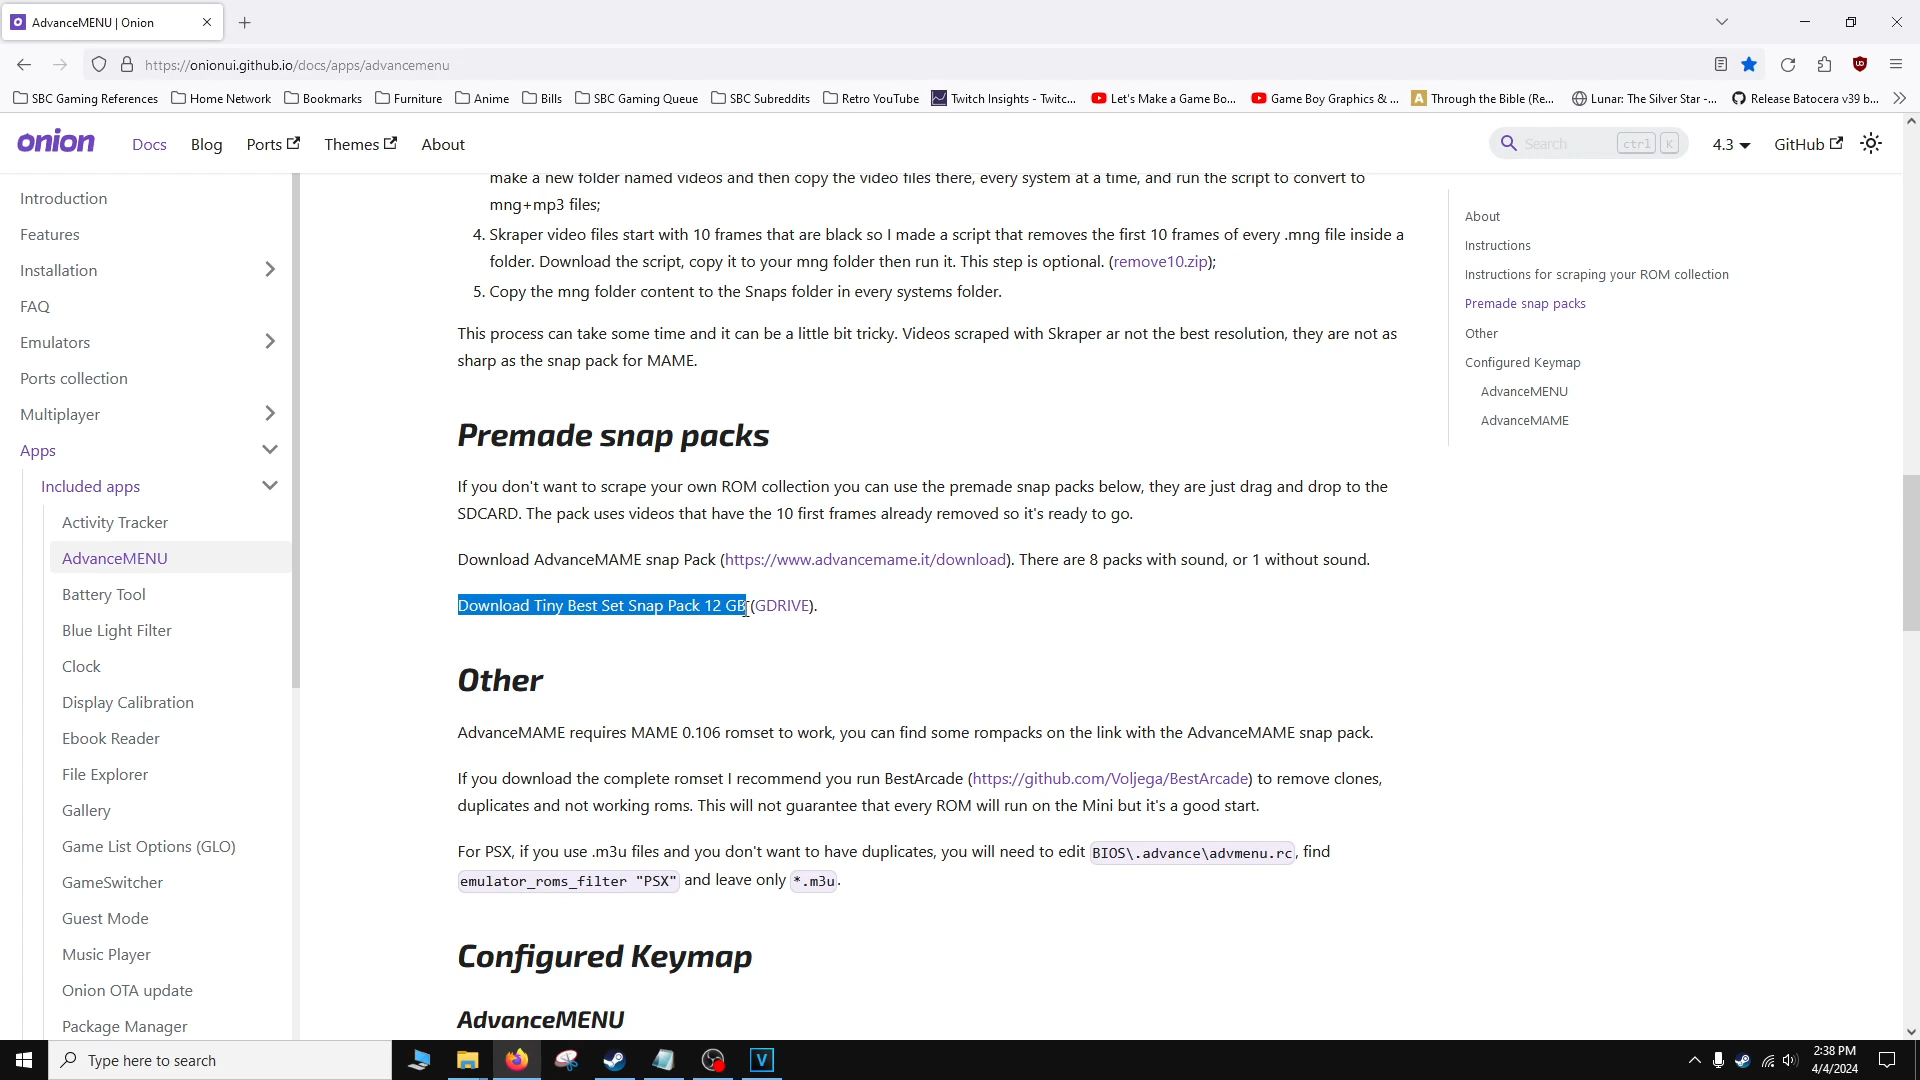 AdvanceMENU | Onion
https://onionui.github.io/docs/apps/advancemenu
SBC Gaming References
Home Network
Bookmarks
Furniture
Anime
Bills
SBC Gaming Queue
SBC Subreddits
Retro YouTube
Twitch Insights - Twitc...
Let's Make a Game Bo...
Game Boy Graphics & ...
Through the Bible (Re...
Lunar: The Silver Star -...
Release Batocera v39 b...
onion
Docs
Blog
Ports
Themes
About
Search
ctrl
K
4.3
GitHub
Introduction
Features
Installation
FAQ
Emulators
Ports collection
Multiplayer
Apps
Included apps
Activity Tracker
AdvanceMENU
Battery Tool
Blue Light Filter
Clock
Display Calibration
Ebook Reader
File Explorer
Gallery
Game List Options (GLO)
GameSwitcher
Guest Mode
Music Player
Onion OTA update
Package Manager
make a new folder named videos and then copy the video files there, every system at a time, and run the script to convert to
mng+mp3 files;
4. Skraper video files start with 10 frames that are black so I made a script that removes the first 10 frames of every .mng file inside a
folder. Download the script, copy it to your mng folder then run it. This step is optional. (remove10.zip);
5. Copy the mng folder content to the Snaps folder in every systems folder.
This process can take some time and it can be a little bit tricky. Videos scraped with Skraper ar not the best resolution, they are not as
sharp as the snap pack for MAME.
Premade snap packs
If you don't want to scrape your own ROM collection you can use the premade snap packs below, they are just drag and drop to the
SDCARD. The pack uses videos that have the 10 first frames already removed so it's ready to go.
Download AdvanceMAME snap Pack (https://www.advancemame.it/download). There are 8 packs with sound, or 1 without sound.
Download Tiny Best Set Snap Pack 12 GB (GDRIVE).
Other
AdvanceMAME requires MAME 0.106 romset to work, you can find some rompacks on the link with the AdvanceMAME snap pack.
If you download the complete romset I recommend you run BestArcade (https://github.com/Voljega/BestArcade) to remove clones,
duplicates and not working roms. This will not guarantee that every ROM will run on the Mini but it's a good start.
For PSX, if you use .m3u files and you don't want to have duplicates, you will need to edit BIOS\.advance\advmenu.rc, find
emulator_roms_filter "PSX" and leave only *.m3u.
Configured Keymap
AdvanceMENU
About
Instructions
Instructions for scraping your ROM collection
Premade snap packs
Other
Configured Keymap
AdvanceMENU
AdvanceMAME
Type here to search
V
2:38 PM
4/4/2024